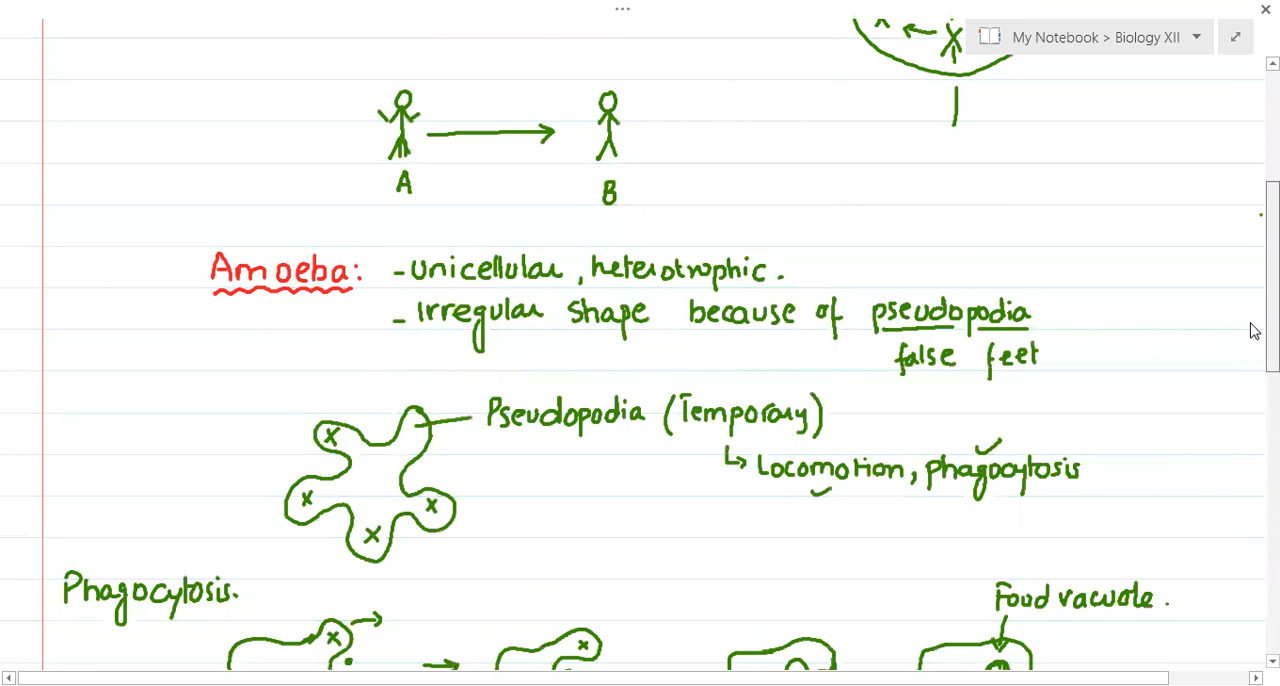 My Notebook > Biology XII
X ← X
A → B
Amoeba: - unicellular, heterotrophic.
- Irregular shape because of pseudopodia
false feet
Pseudopodia (Temporary)
↳ Locomotion, phagocytosis
x
x
x
x
Phagocytosis.
Food vacuole.
x
x